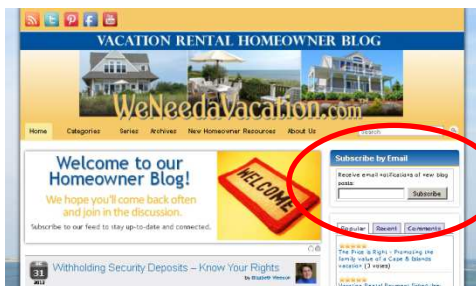 VACATION RENTAL HOMEOWNER BLOG
WeNeedaVacation.com
Home Categories Series Archives New Homeowner Resources About Us
Search
Welcome to our
Homeowner Blog!
We hope you'll come back often
and join in the discussion.
Subscribe to our feed to stay up-to-date and connected.
WELCOME
Subscribe by Email
Receive email notifications of new blog
posts:
Subscribe
Popular Recent Comments
The Price is Right - Promoting the
family value of a Cape & Islands
vacation (3 votes)
31
2012
Withholding Security Deposits – Know Your Rights
by Elizabeth Weedon